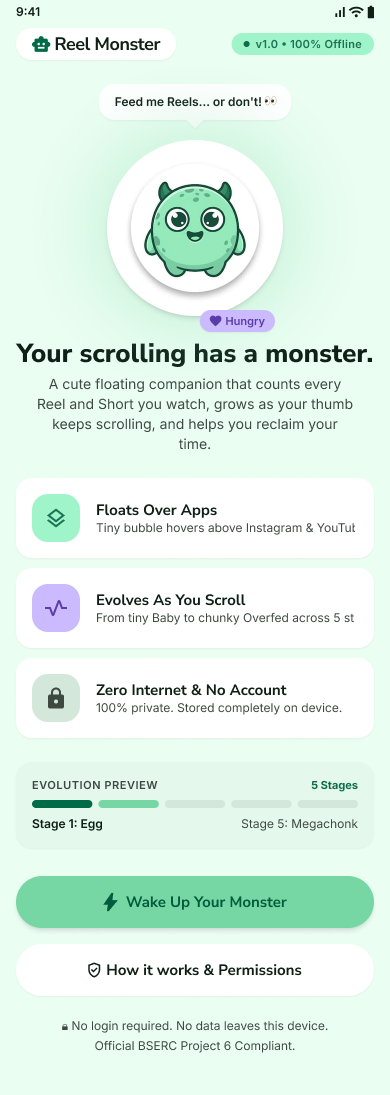 9:41
Reel Monster
v1.0 • 100% Offline
Feed me Reels... or don't! 👀
Hungry
Your scrolling has a monster.
A cute floating companion that counts every
Reel and Short you watch, grows as your thumb
keeps scrolling, and helps you reclaim your
time.
Floats Over Apps
Tiny bubble hovers above Instagram & YouTub
Evolves As You Scroll
From tiny Baby to chunky Overfed across 5 st
Zero Internet & No Account
100% private. Stored completely on device.
EVOLUTION PREVIEW
5 Stages
Stage 1: Egg
Stage 5: Megachonk
Wake Up Your Monster
How it works & Permissions
🔒 No login required. No data leaves this device.
Official BSERC Project 6 Compliant.